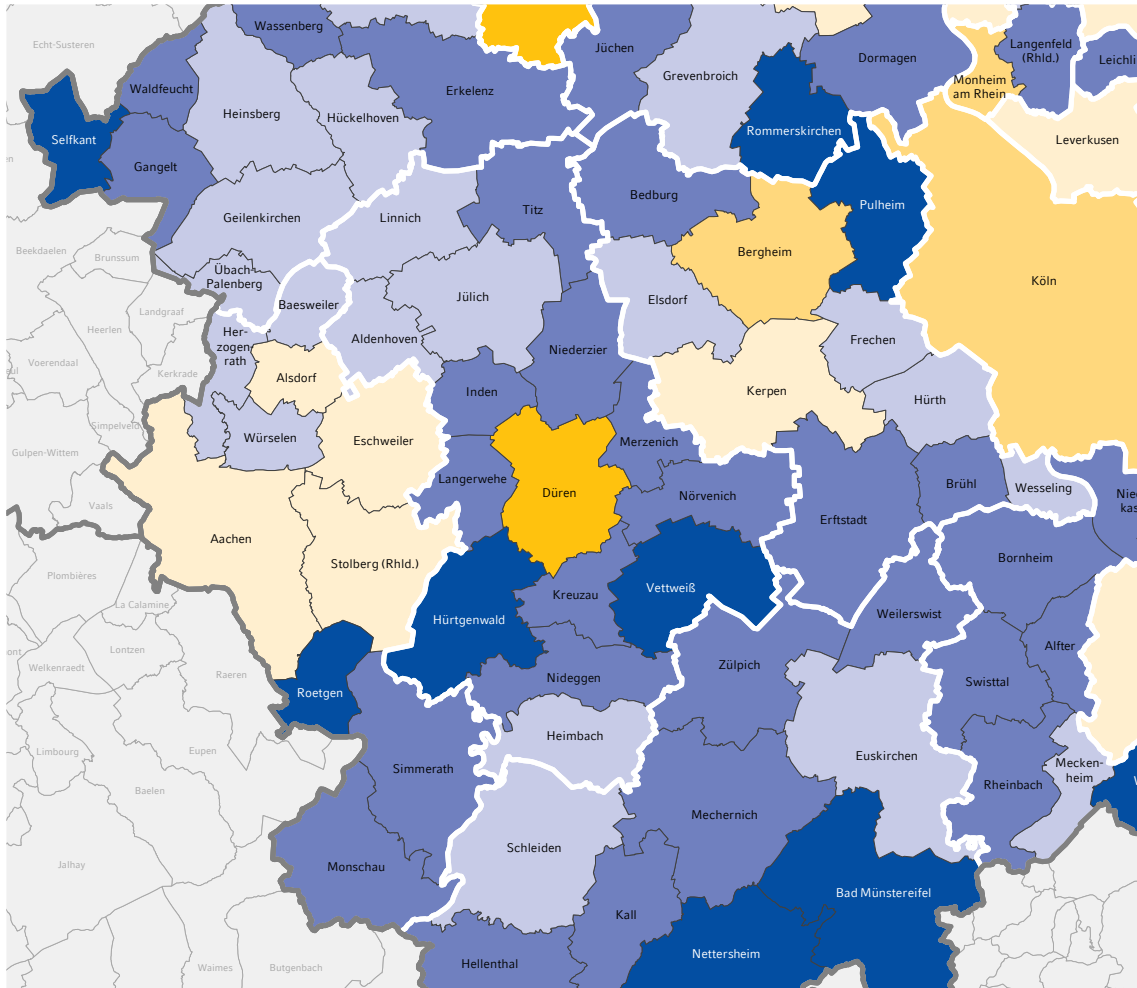 Echt-Susteren
Wassenberg
Jüchen
Grevenbroich
Dormagen
Langenfeld
(Rhld.)
Leichli
Monheim
am Rhein
Waldfeucht
Heinsberg
Hückelhoven
Erkelenz
Rommerskirchen
Leverkusen
Selfkant
Gangelt
Geilenkirchen
Linnich
Titz
Bedburg
Pulheim
Beekdaelen
Brunssum
Bergheim
Köln
Übach-
Palenberg
Baesweiler
Jülich
Elsdorf
Landgraaf
Heerlen
Her-
zogen-
rath
Aldenhoven
Niederzier
Frechen
Voerendaal
Kerkrade
Alsdorf
Inden
Kerpen
Hürth
Simpelveld
Würselen
Eschweiler
Merzenich
Gulpen-Wittem
Langerwehe
Düren
Nörvenich
Brühl
Wesseling
Nied
kas
Vaals
Aachen
Erftstadt
Stolberg (Rhld.)
Bornheim
Plombières
Vettweiß
La Calamine
Kreuzau
Hürtgenwald
Weilerswist
Alfter
ont
Lontzen
Welkenraedt
Raeren
Zülpich
Nideggen
Swisttal
Roetgen
Heimbach
Euskirchen
Limbourg
Eupen
Simmerath
Mecken-
heim
Rheinbach
Baelen
Mechernich
Schleiden
Jalhay
Monschau
Bad Münstereifel
Kall
Nettersheim
Hellenthal
Waimes
Butgenbach